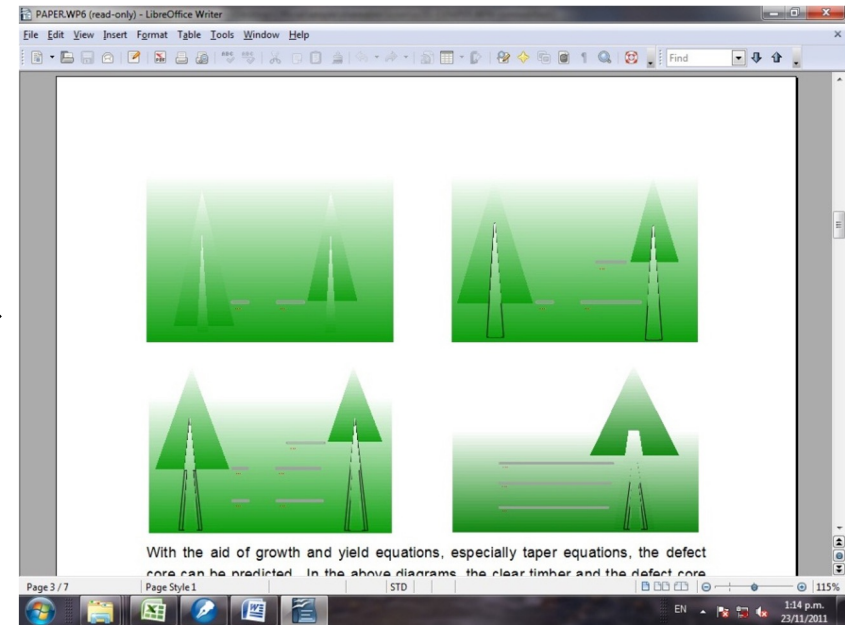 PAPER.WP6 (read-only) - LibreOffice Writer
File Edit View Insert Format Table Tools Window Help
Find
With the aid of growth and yield equations, especially taper equations, the defect
core can be predicted. In the above diagrams, the clear timber and the defect core
Page 3 / 7 Page Style1 STD 115%
EN 1:14 p.m.
23/11/2011